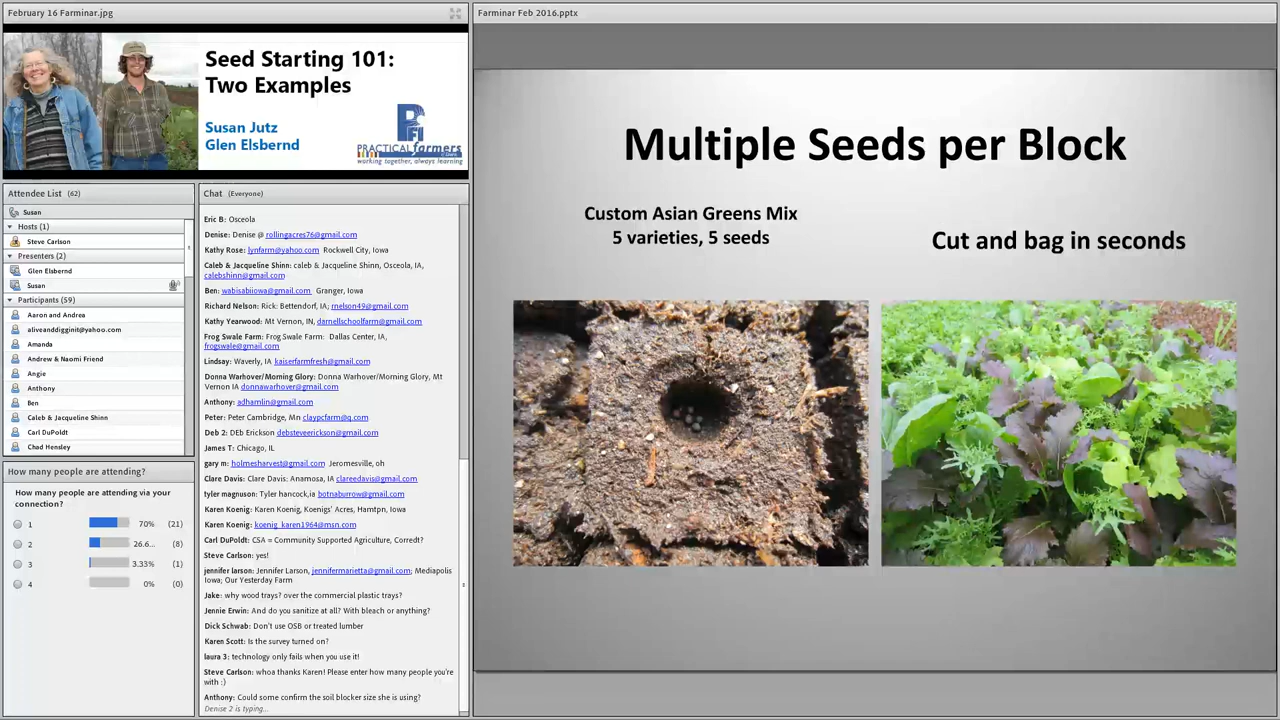 February 16 Farminar.jpg
Seed Starting 101:
Two Examples
Susan Jutz
Glen Elsbernd
PFI
PRACTICAL farmers
working together, always learning
Attendee List (62)
Susan
Hosts (1)
Steve Carlson
Presenters (2)
Glen Elsbernd
Susan
Participants (59)
Aaron and Andrea
aliveanddigginit@yahoo.com
Amanda
Andrew & Naomi Friend
Angie
Anthony
Ben
Caleb & Jacqueline Shinn
Carl DuPoldt
Chad Hensley
How many people are attending?
How many people are attending via your
connection?
1 70% (21)
2 26.6... (8)
3 3.33% (1)
4 0% (0)
Chat (Everyone)
Eric B: Osceola
Denise: Denise @ rollingacres76@gmail.com
Kathy Rose: lynfarm@yahoo.com Rockwell City, Iowa
Caleb & Jacqueline Shinn: caleb & Jacqueline Shinn, Osceola, IA,
calebshinn@gmail.com
Ben: wabisabiiowa@gmail.com Granger, Iowa
Richard Nelson: Rick: Bettendorf, IA; rnelson49@gmail.com
Kathy Yearwood: Mt Vernon, IN, darnellschoolfarm@gmail.com
Frog Swale Farm: Frog Swale Farm: Dallas Center, IA,
frogswale@gmail.com
Lindsay: Waverly, IA kaiserfarmfresh@gmail.com
Donna Warhover/Morning Glory: Donna Warhover/Morning Glory, Mt
Vernon IA donnawarhover@gmail.com
Anthony: adhamlin@gmail.com
Peter: Peter Cambridge, Mn claypcfarm@q.com
Deb 2: DEb Erickson debsteveerickson@gmail.com
James T: Chicago, IL
gary m: holmesharvest@gmail.com Jeromesville, oh
Clare Davis: Clare Davis: Anamosa, IA clareedavis@gmail.com
tyler magnuson: Tyler hancock,ia botnaburrow@gmail.com
Karen Koenig: Karen Koenig, Koenigs' Acres, Hamtpn, Iowa
Karen Koenig: koenig_karen1964@msn.com
Carl DuPoldt: CSA = Community Supported Agriculture, Corredt?
Steve Carlson: yes!
jennifer larson: Jennifer Larson, jennifermarietta@gmail.com; Mediapolis
Iowa; Our Yesterday Farm
Jake: why wood trays? over the commercial plastic trays?
Jennie Erwin: And do you sanitize at all? With bleach or anything?
Dick Schwab: Don't use OSB or treated lumber
Karen Scott: Is the survey turned on?
laura 3: technology only fails when you use it!
Steve Carlson: whoa thanks Karen! Please enter how many people you're
with :)
Anthony: Could some confirm the soil blocker size she is using?
Denise 2 is typing...
Farminar Feb 2016.pptx
Multiple Seeds per Block
Custom Asian Greens Mix
5 varieties, 5 seeds
Cut and bag in seconds